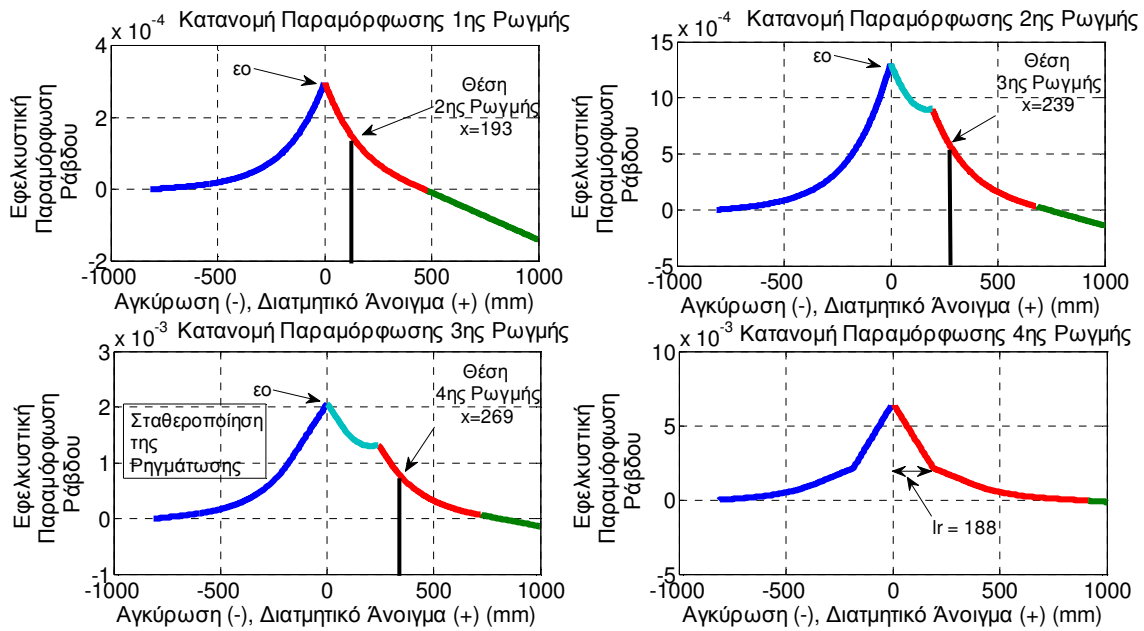 x 10⁻⁴ Κατανομή Παραμόρφωσης 1ης Ρωγμής
4
2
0
-2
-1000 -500 0 500 1000
Εφελκυστική
Παραμόρφωση
Ράβδου
εο
Θέση
2ης Ρωγμής
x=193
Αγκύρωση (-), Διατμητικό Άνοιγμα (+) (mm)
x 10⁻⁴ Κατανομή Παραμόρφωσης 2ης Ρωγμής
15
10
5
0
-5
-1000 -500 0 500 1000
Εφελκυστική
Παραμόρφωση
Ράβδου
εο
Θέση
3ης Ρωγμής
x=239
Αγκύρωση (-), Διατμητικό Άνοιγμα (+) (mm)
x 10⁻³ Κατανομή Παραμόρφωσης 3ης Ρωγμής
3
2
1
0
-1
-1000 -500 0 500 1000
Εφελκυστική
Παραμόρφωση
Ράβδου
εο
Σταθεροποίηση
της
Ρηγμάτωσης
Θέση
4ης Ρωγμής
x=269
Αγκύρωση (-), Διατμητικό Άνοιγμα (+) (mm)
x 10⁻³ Κατανομή Παραμόρφωσης 4ης Ρωγμής
10
5
0
-5
-1000 -500 0 500 1000
Εφελκυστική
Παραμόρφωση
Ράβδου
lr = 188
Αγκύρωση (-), Διατμητικό Άνοιγμα (+) (mm)